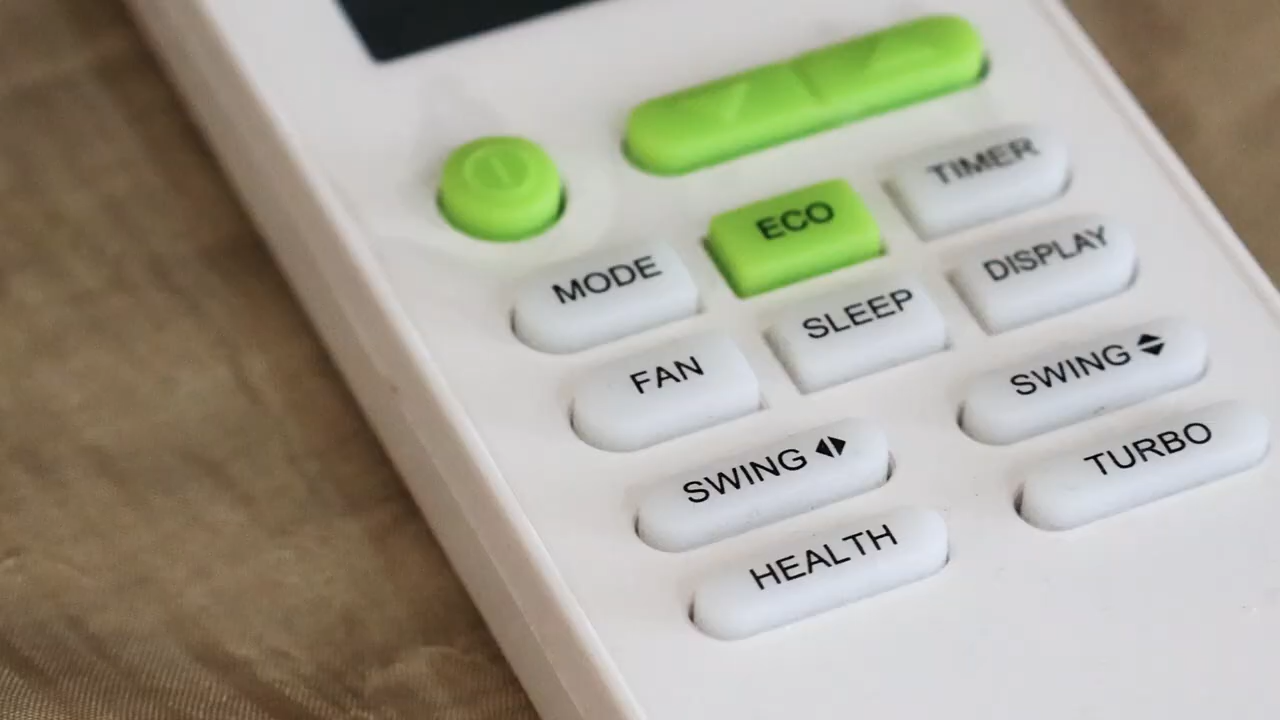 ECO
TIMER
MODE
SLEEP
DISPLAY
FAN
SWING
SWING
TURBO
HEALTH